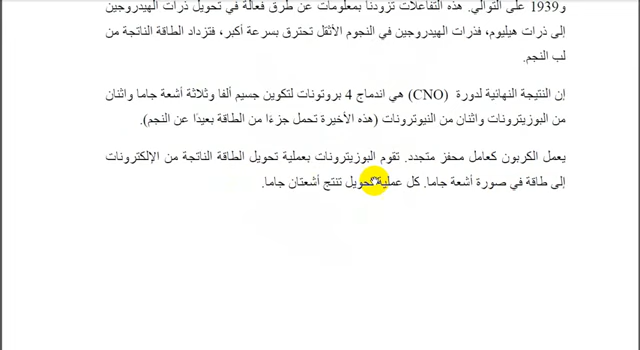 و1939 على التوالي. هذه التفاعلات تزودنا بمعلومات عن طرق فعالة في تحويل ذرات الهيدروجين
إلى ذرات هيليوم، فذرات الهيدروجين في النجوم الأثقل تحترق بسرعة أكبر، فتزداد الطاقة الناتجة من
لب النجم.
إن النتيجة النهائية لدورة (CNO) هي اندماج 4 بروتونات لتكوين جسيم ألفا وثلاثة أشعة جاما واثنان
من البوزيترونات واثنان من النيوترونات (هذه الأخيرة تحمل جزءًا من الطاقة بعيدًا عن النجم).
يعمل الكربون كعامل محفز متجدد. تقوم البوزيترونات بعملية تحويل الطاقة الناتجة من الإلكترونات
إلى طاقة في صورة أشعة جاما. كل عملية تحويل تنتج أشعتان جاما.